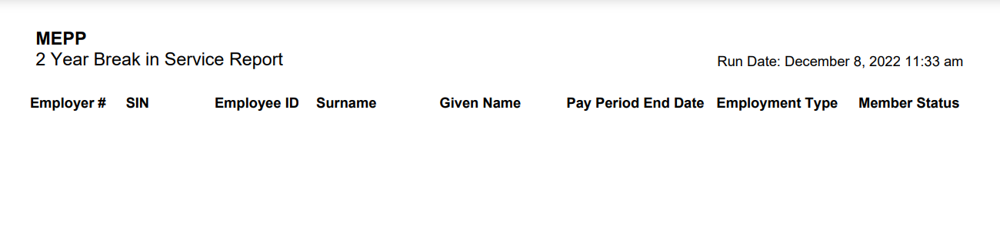 MEPP
2 Year Break in Service Report
Run Date: December 8, 2022 11:33 am
Employer # SIN Employee ID Surname Given Name Pay Period End Date Employment Type Member Status